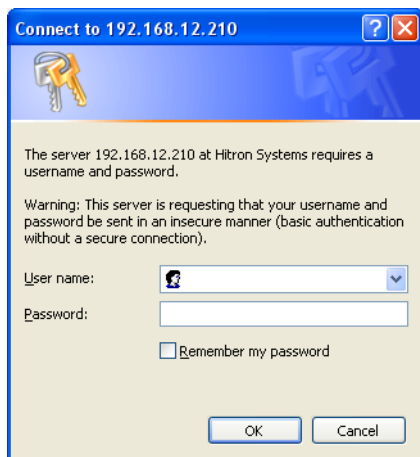 Connect to 192.168.12.210
The server 192.168.12.210 at Hitron Systems requires a
username and password.
Warning: This server is requesting that your username and
password be sent in an insecure manner (basic authentication
without a secure connection).
User name:
Password:
Remember my password
OK Cancel